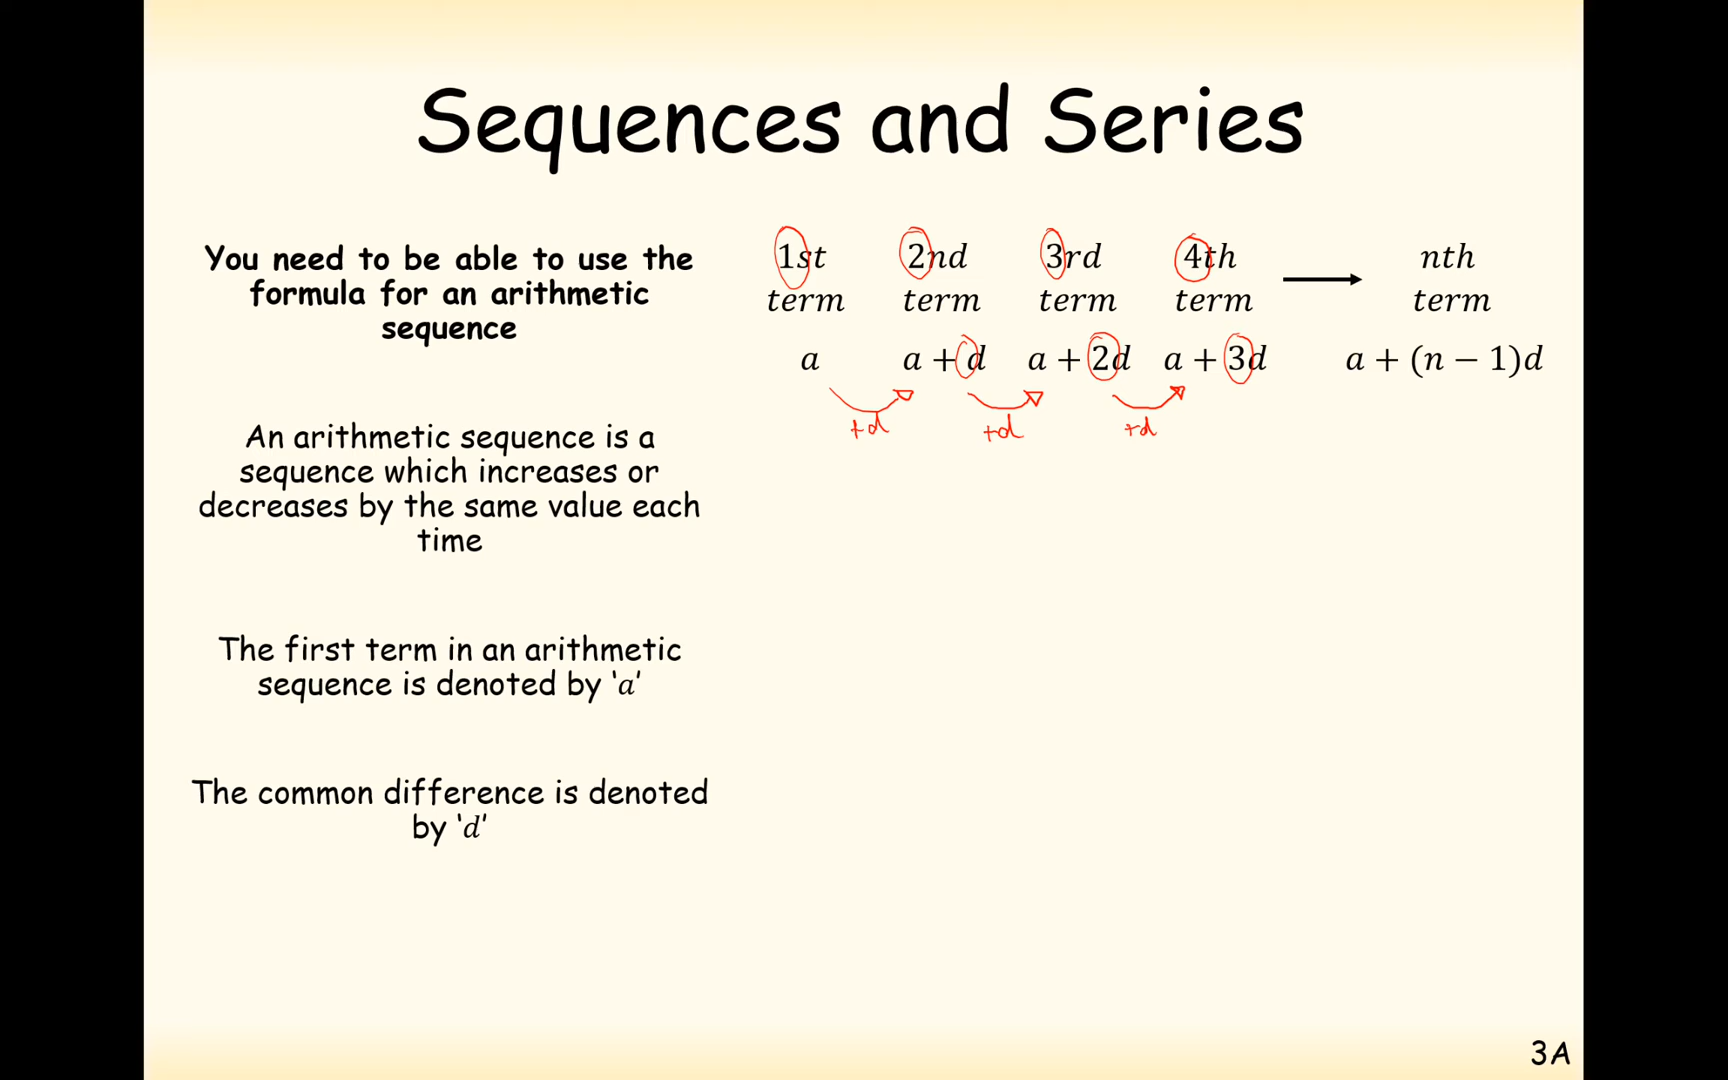 Sequences and Series
You need to be able to use the
formula for an arithmetic
sequence
An arithmetic sequence is a
sequence which increases or
decreases by the same value each
time
The first term in an arithmetic
sequence is denoted by ‘a’
The common difference is denoted
by ‘d’
1st 2nd 3rd 4th nth
term term term term term
a a + d a + 2d a + 3d a + (n − 1)d
+d +d +d
3A